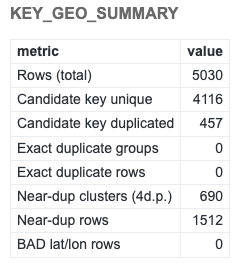 KEY_GEO_SUMMARY
metric value
Rows (total) 5030
Candidate key unique 4116
Candidate key duplicated 457
Exact duplicate groups 0
Exact duplicate rows 0
Near-dup clusters (4d.p.) 690
Near-dup rows 1512
BAD lat/lon rows 0